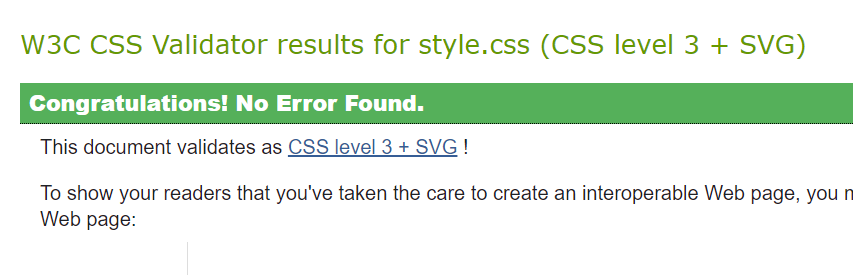 W3C CSS Validator results for style.css (CSS level 3 + SVG)
Congratulations! No Error Found.
This document validates as CSS level 3 + SVG !
To show your readers that you've taken the care to create an interoperable Web page, you
Web page: